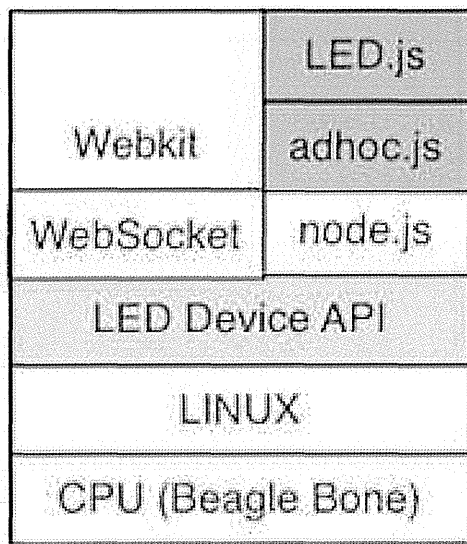 LED.js
Webkit
adhoc.js
WebSocket
node.js
LED Device API
LINUX
CPU (Beagle Bone)